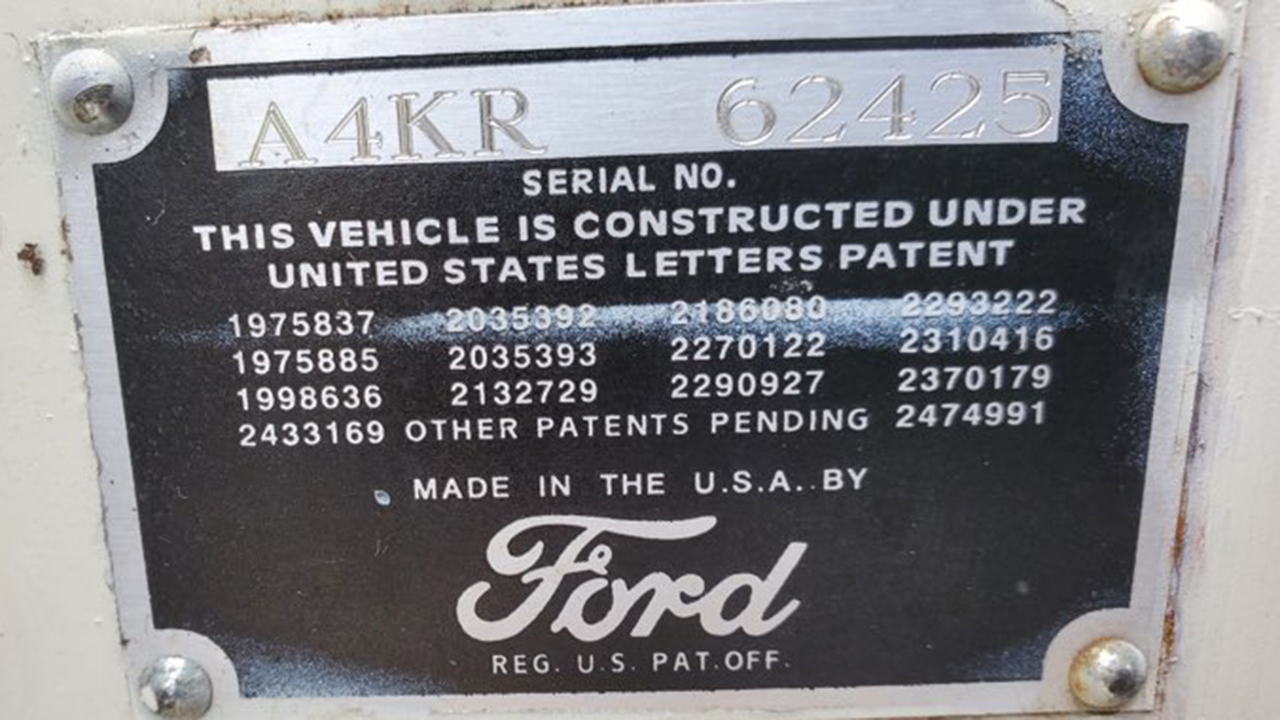 A4KR 62425
SERIAL NO.
THIS VEHICLE IS CONSTRUCTED UNDER
UNITED STATES LETTERS PATENT
1975837 2035392 2186080 2293222
1975885 2035393 2270122 2310416
1998636 2132729 2290927 2370179
2433169 OTHER PATENTS PENDING 2474991
MADE IN THE U.S.A. BY
Ford
REG. U.S. PAT. OFF.